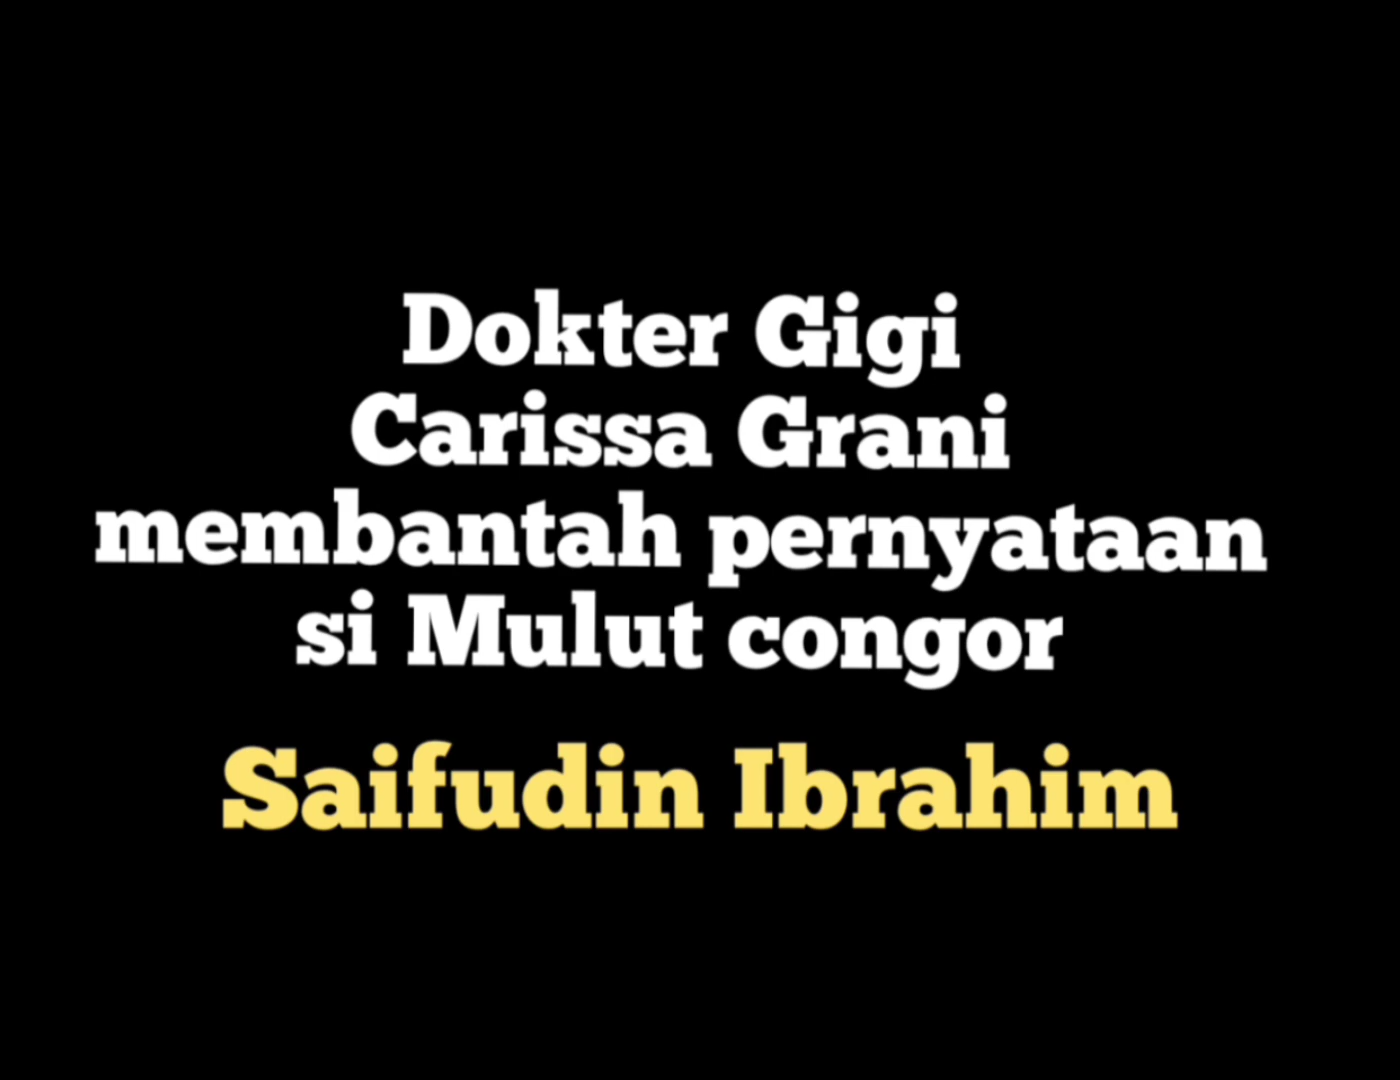 Dokter Gigi
Carissa Grani
membantah pernyataan
si Mulut congor
Saifudin Ibrahim